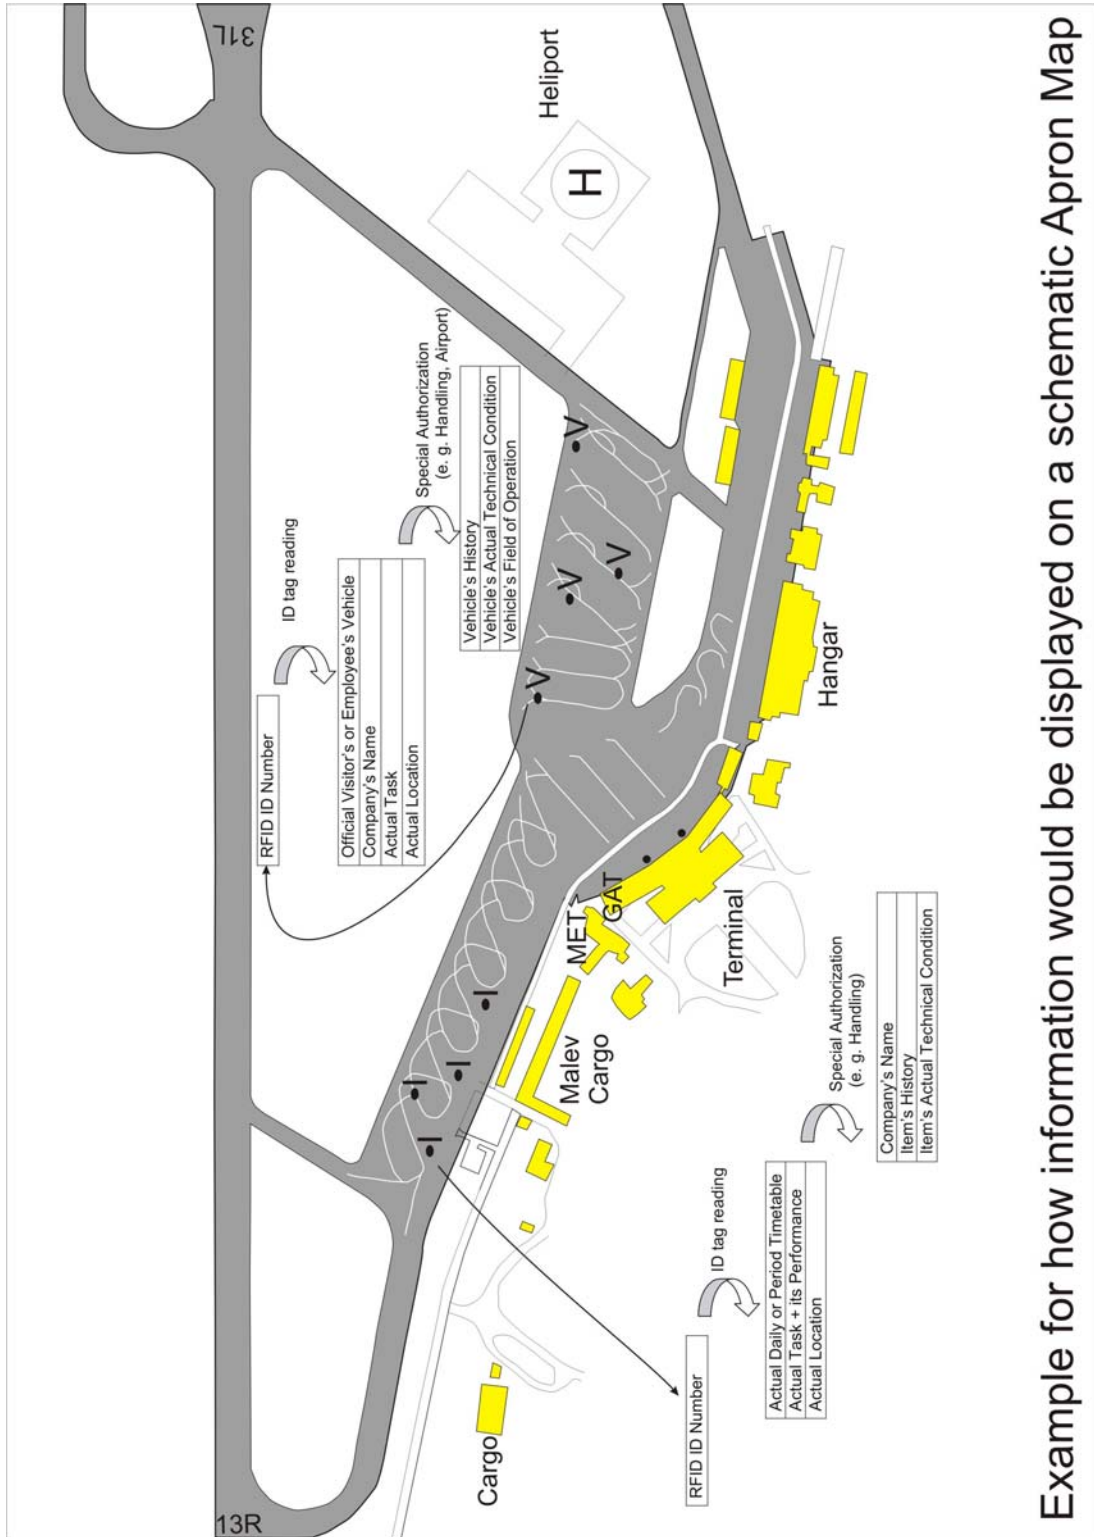 31L
Heliport
H
ID tag reading
RFID ID Number
Official Visitor's or Employee's Vehicle
Company's Name
Actual Task
Actual Location
Special Authorization
(e. g. Handling, Airport)
Vehicle's History
Vehicle's Actual Technical Condition
Vehicle's Field of Operation
V
V
V
V
I
I
I
I
MET
GAT
Terminal
Hangar
Malev
Cargo
Cargo
13R
RFID ID Number
ID tag reading
Actual Daily or Period Timetable
Actual Task + its Performance
Actual Location
Special Authorization
(e. g. Handling)
Company's Name
Item's History
Item's Actual Technical Condition
Example for how information would be displayed on a schematic Apron Map